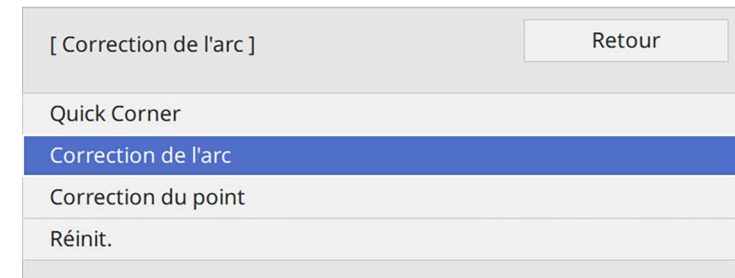 [ Correction de l'arc ]
Retour
Quick Corner
Correction de l'arc
Correction du point
Réinit.